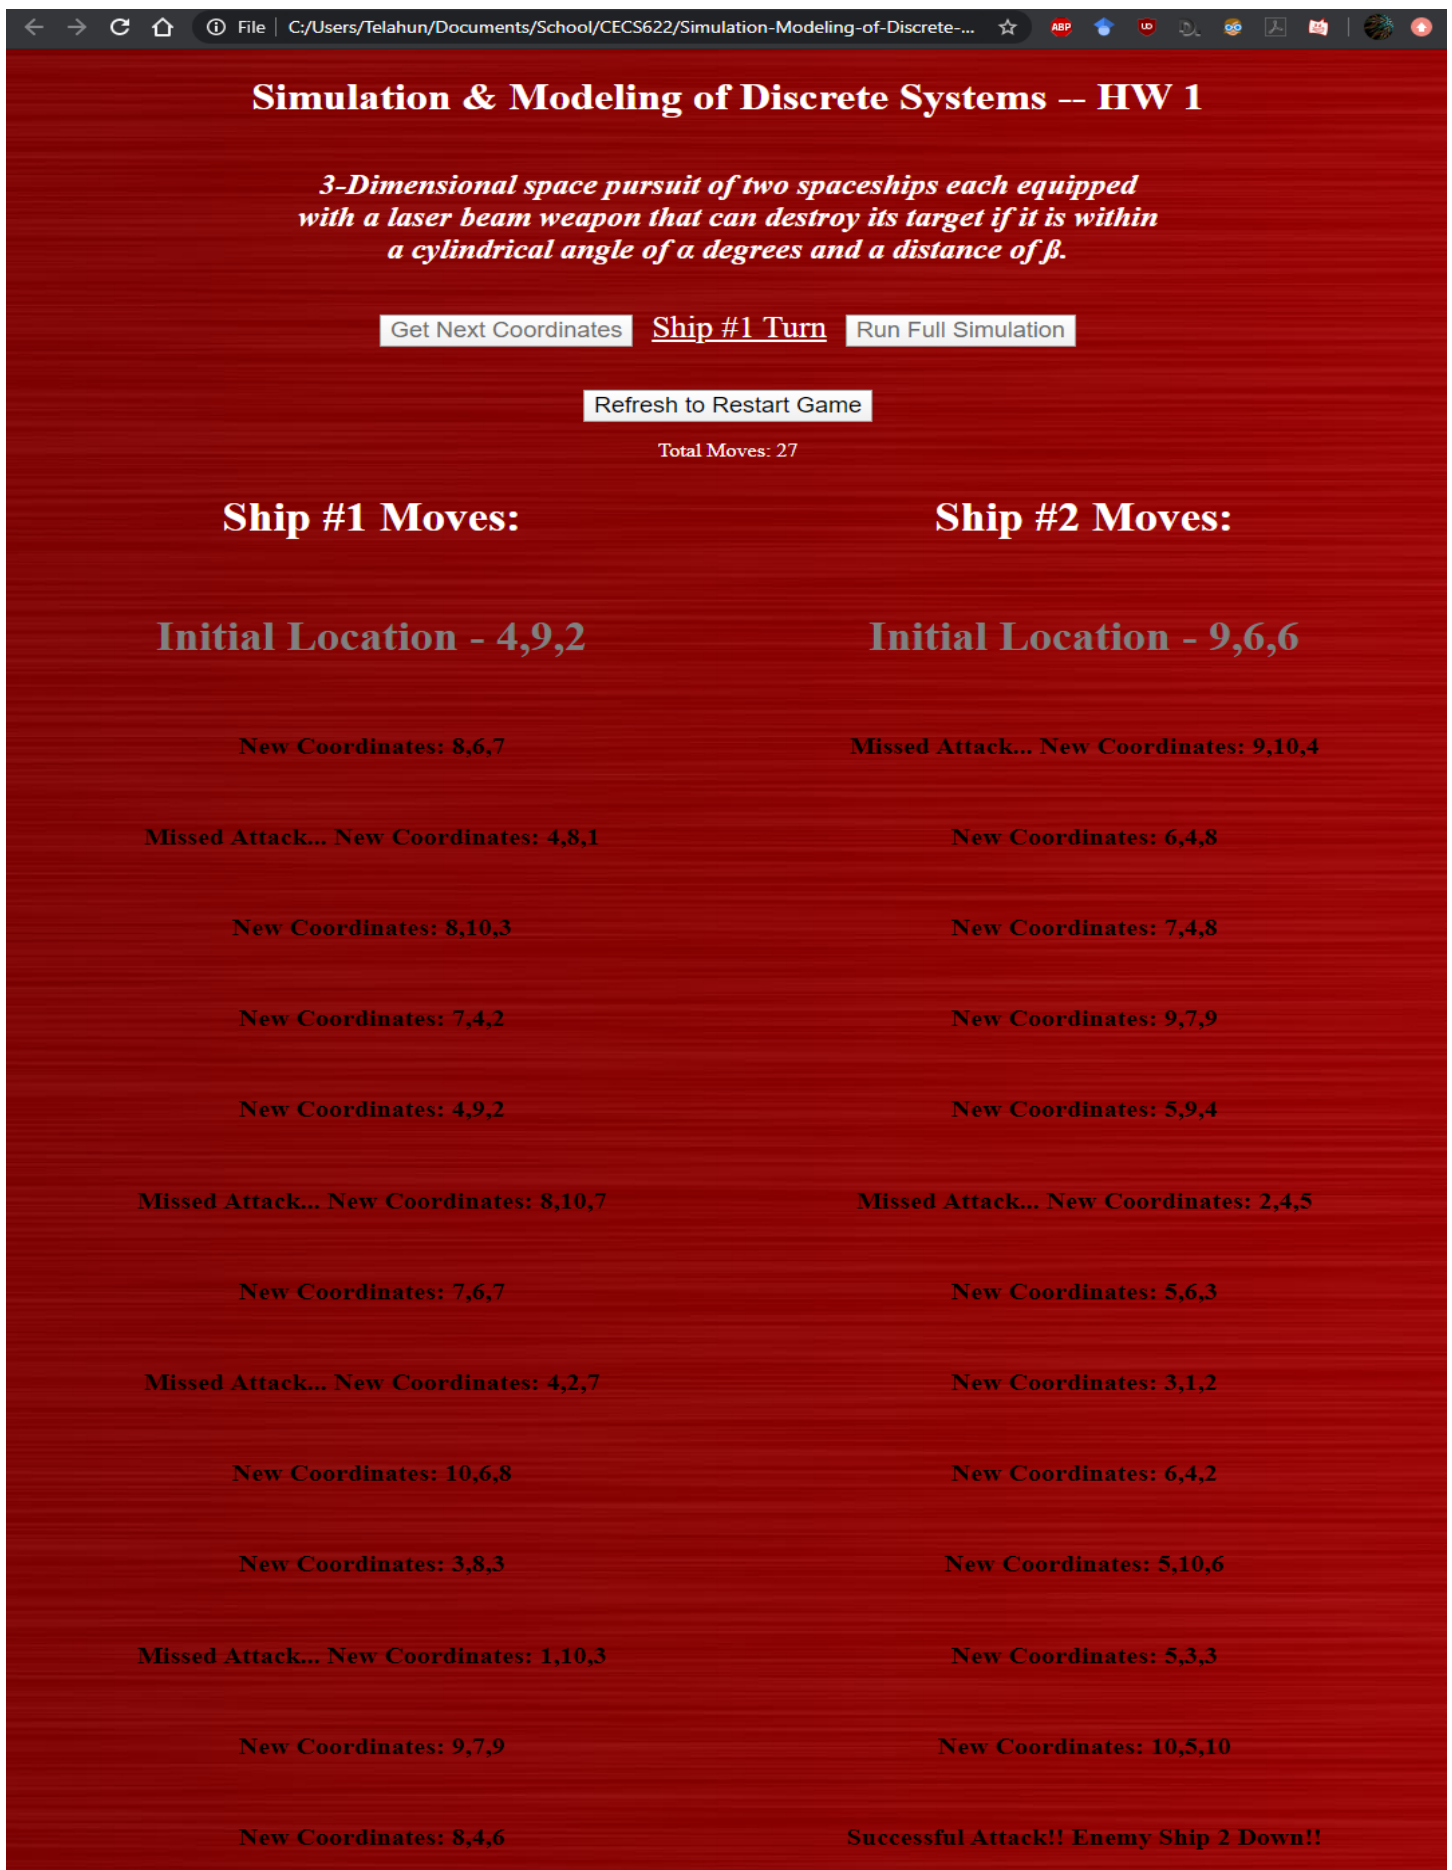 File C:/Users/Telahun/Documents/School/CECS622/Simulation-Modeling-of-Discrete-...
ABP
UD
Simulation & Modeling of Discrete Systems -- HW 1
3-Dimensional space pursuit of two spaceships each equipped
with a laser beam weapon that can destroy its target if it is within
a cylindrical angle of α degrees and a distance of β.
Get Next Coordinates Ship #1 Turn Run Full Simulation
Refresh to Restart Game
Total Moves: 27
Ship #1 Moves: Ship #2 Moves:
Initial Location - 4,9,2 Initial Location - 9,6,6
New Coordinates: 8,6,7 Missed Attack... New Coordinates: 9,10,4
Missed Attack... New Coordinates: 4,8,1 New Coordinates: 6,4,8
New Coordinates: 8,10,3 New Coordinates: 7,4,8
New Coordinates: 7,4,2 New Coordinates: 9,7,9
New Coordinates: 4,9,2 New Coordinates: 5,9,4
Missed Attack... New Coordinates: 8,10,7 Missed Attack... New Coordinates: 2,4,5
New Coordinates: 7,6,7 New Coordinates: 5,6,3
Missed Attack... New Coordinates: 4,2,7 New Coordinates: 3,1,2
New Coordinates: 10,6,8 New Coordinates: 6,4,2
New Coordinates: 3,8,3 New Coordinates: 5,10,6
Missed Attack... New Coordinates: 1,10,3 New Coordinates: 5,3,3
New Coordinates: 9,7,9 New Coordinates: 10,5,10
New Coordinates: 8,4,6 Successful Attack!! Enemy Ship 2 Down!!